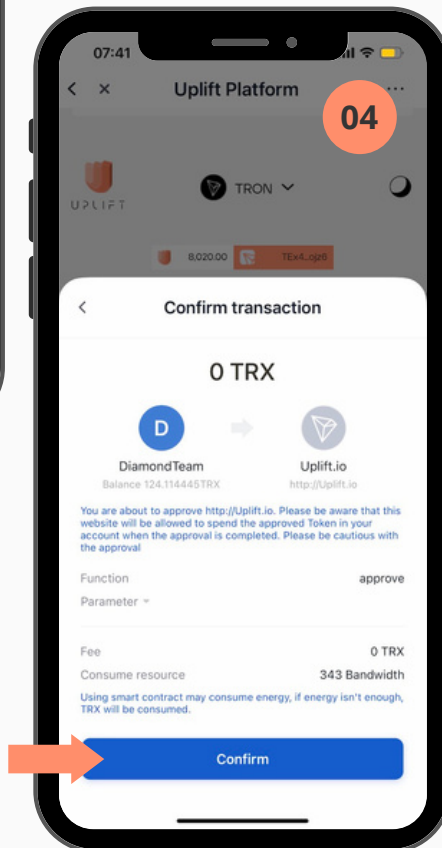 07:41
Uplift Platform
...
04
UPLIFT
TRON
8,020.00
TEx4..ojz6
Confirm transaction
0 TRX
D
DiamondTeam
Uplift.io
Balance 124.114445TRX
http://Uplift.io
You are about to approve http://Uplift.io. Please be aware that this
website will be allowed to spend the approved Token in your
account when the approval is completed. Please be cautious with
the approval
Function
approve
Parameter
Fee
0 TRX
Consume resource
343 Bandwidth
Using smart contract may consume energy, if energy isn't enough,
TRX will be consumed.
Confirm